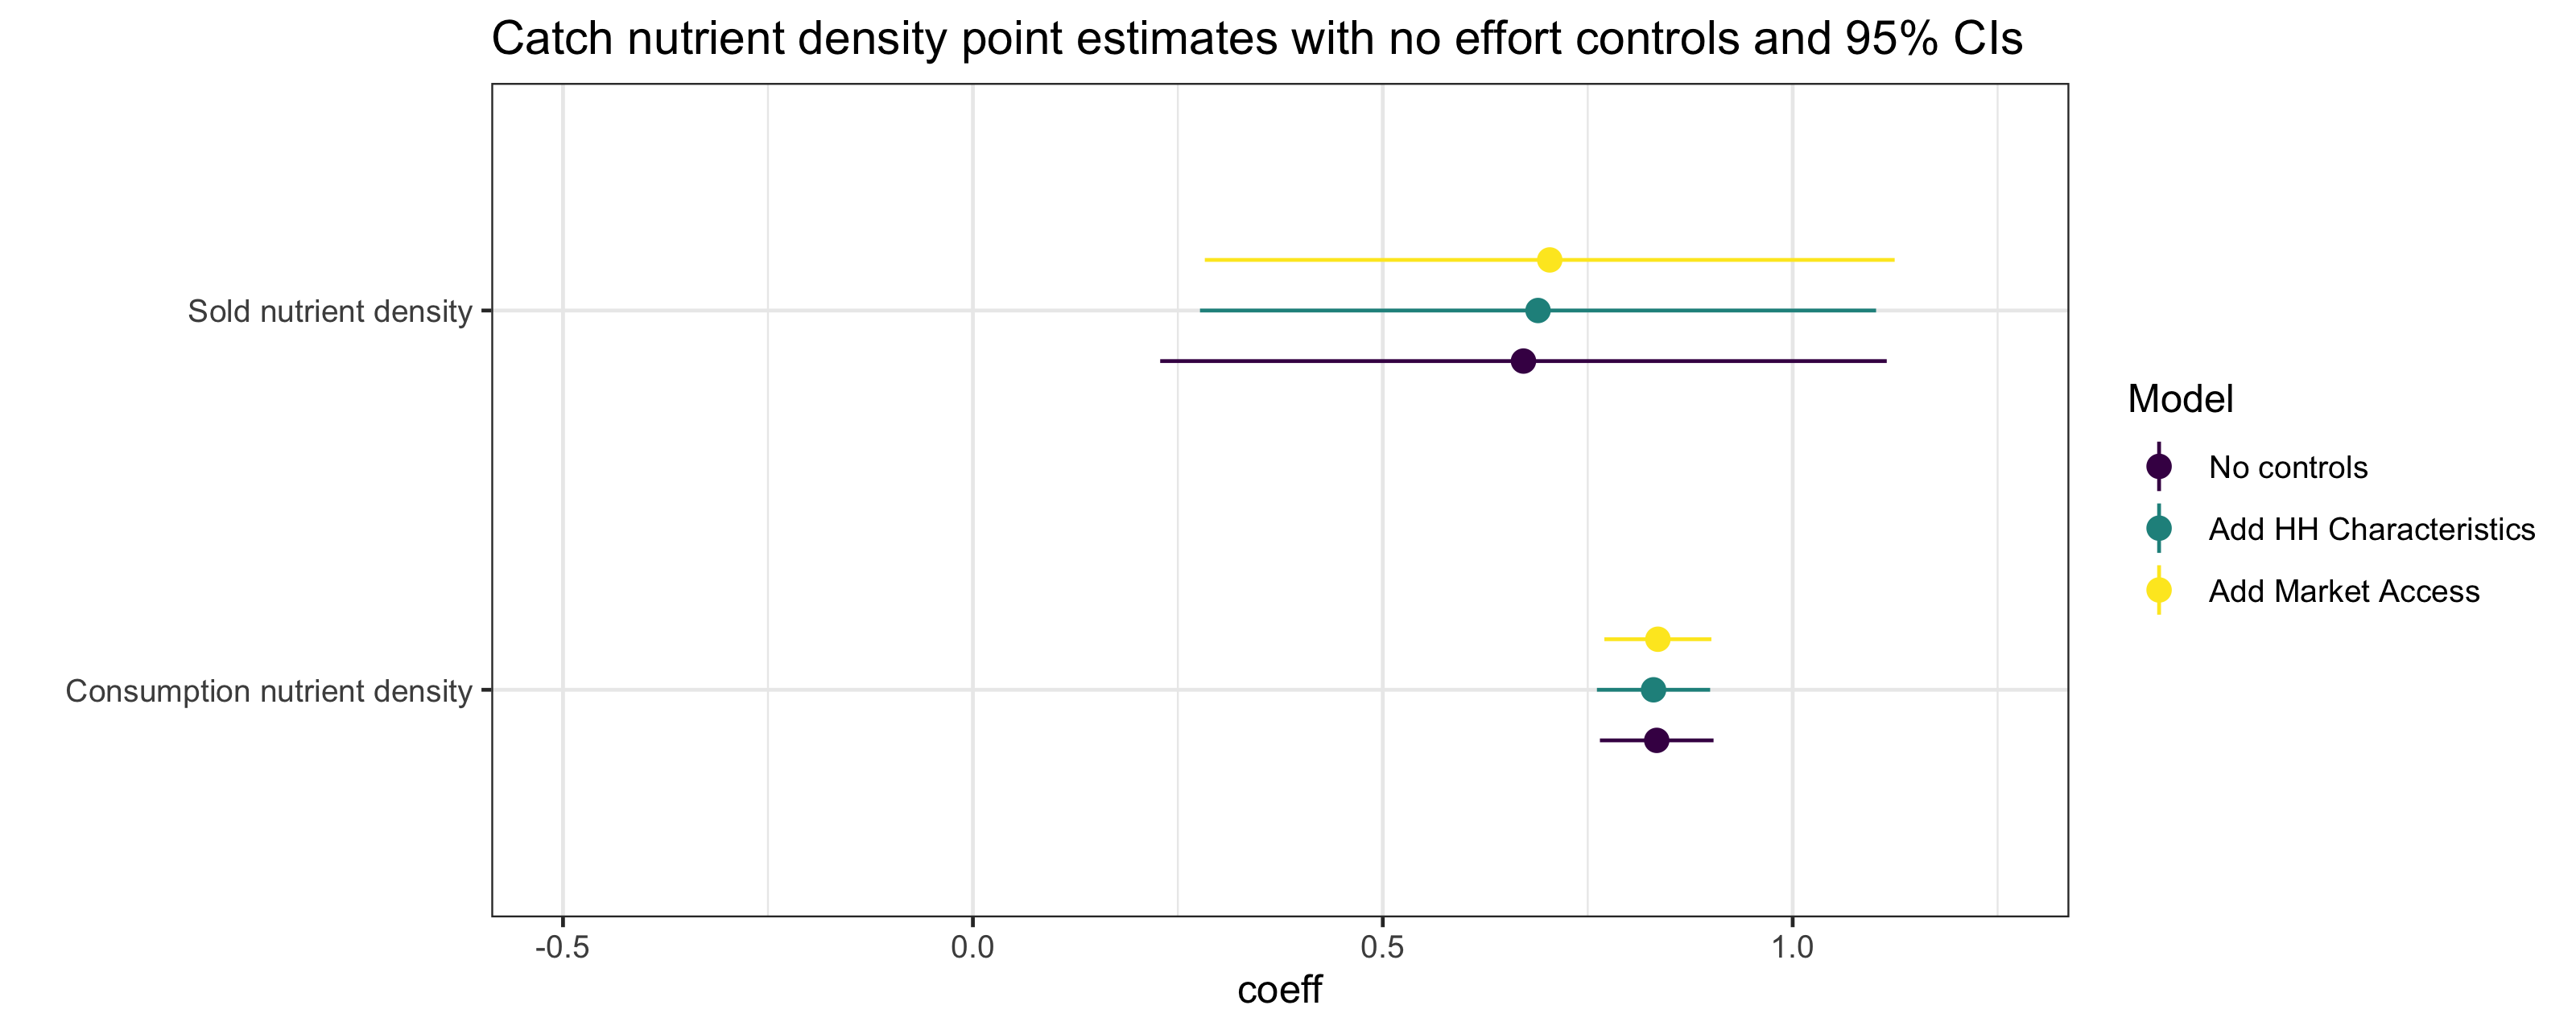 Catch nutrient density point estimates with no effort controls and 95% CIs
Sold nutrient density
Consumption nutrient density
-0.5 0.0 0.5 1.0
coeff
Model
No controls
Add HH Characteristics
Add Market Access